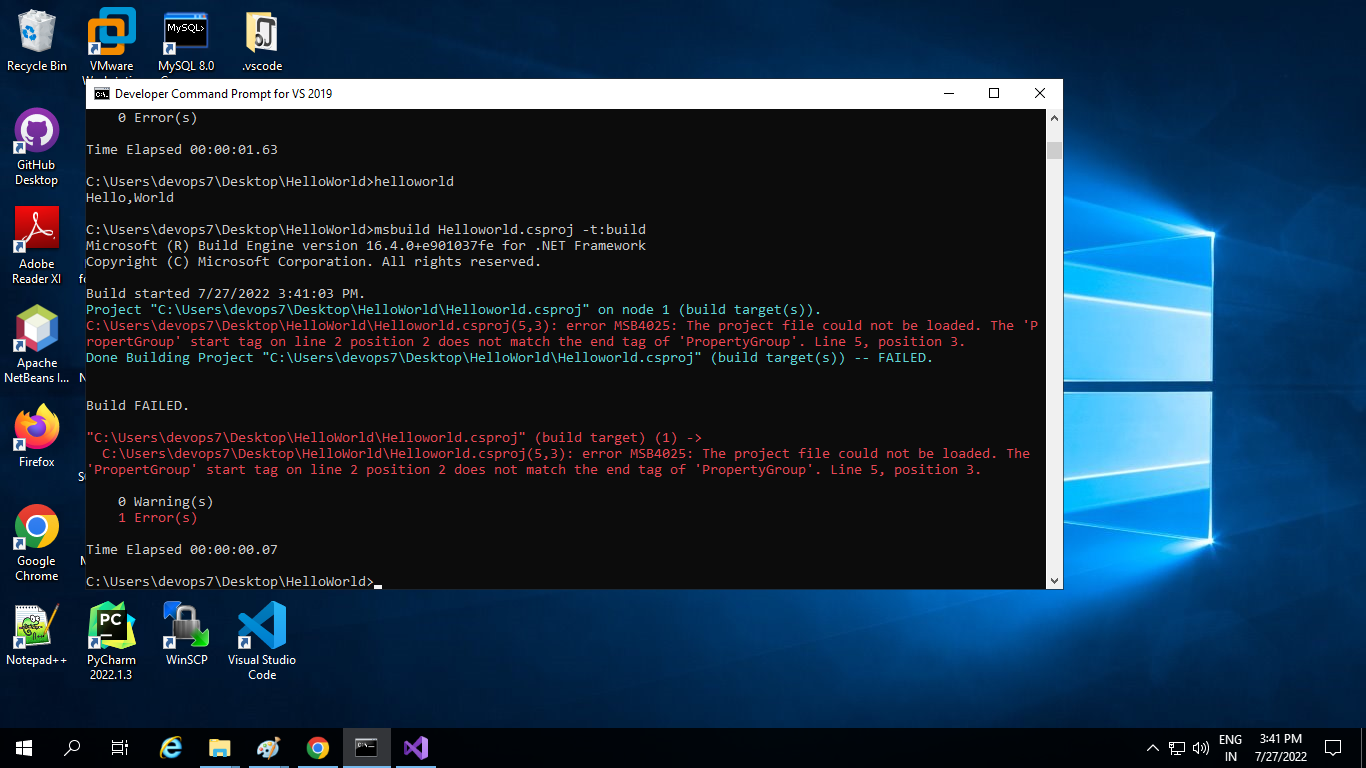 Recycle Bin
VMware
MySQL 8.0
.vscode
MySQL>
Developer Command Prompt for VS 2019
0 Error(s)
Time Elapsed 00:00:01.63
C:\Users\devops7\Desktop\HelloWorld>helloworld
Hello,World
C:\Users\devops7\Desktop\HelloWorld>msbuild Helloworld.csproj -t:build
Microsoft (R) Build Engine version 16.4.0+e901037fe for .NET Framework
Copyright (C) Microsoft Corporation. All rights reserved.
Build started 7/27/2022 3:41:03 PM.
Project "C:\Users\devops7\Desktop\HelloWorld\Helloworld.csproj" on node 1 (build target(s)).
C:\Users\devops7\Desktop\HelloWorld\Helloworld.csproj(5,3): error MSB4025: The project file could not be loaded. The 'P
ropertGroup' start tag on line 2 position 2 does not match the end tag of 'PropertyGroup'. Line 5, position 3.
Done Building Project "C:\Users\devops7\Desktop\HelloWorld\Helloworld.csproj" (build target(s)) -- FAILED.
Build FAILED.
"C:\Users\devops7\Desktop\HelloWorld\Helloworld.csproj" (build target) (1) ->
C:\Users\devops7\Desktop\HelloWorld\Helloworld.csproj(5,3): error MSB4025: The project file could not be loaded. The
'PropertGroup' start tag on line 2 position 2 does not match the end tag of 'PropertyGroup'. Line 5, position 3.
0 Warning(s)
1 Error(s)
Time Elapsed 00:00:00.07
C:\Users\devops7\Desktop\HelloWorld>
GitHub
Desktop
Adobe
Reader XI
Apache
NetBeans I...
Firefox
Google
Chrome
Notepad++
PC
PyCharm
2022.1.3
WinSCP
Visual Studio
Code
ENG
IN
3:41 PM
7/27/2022